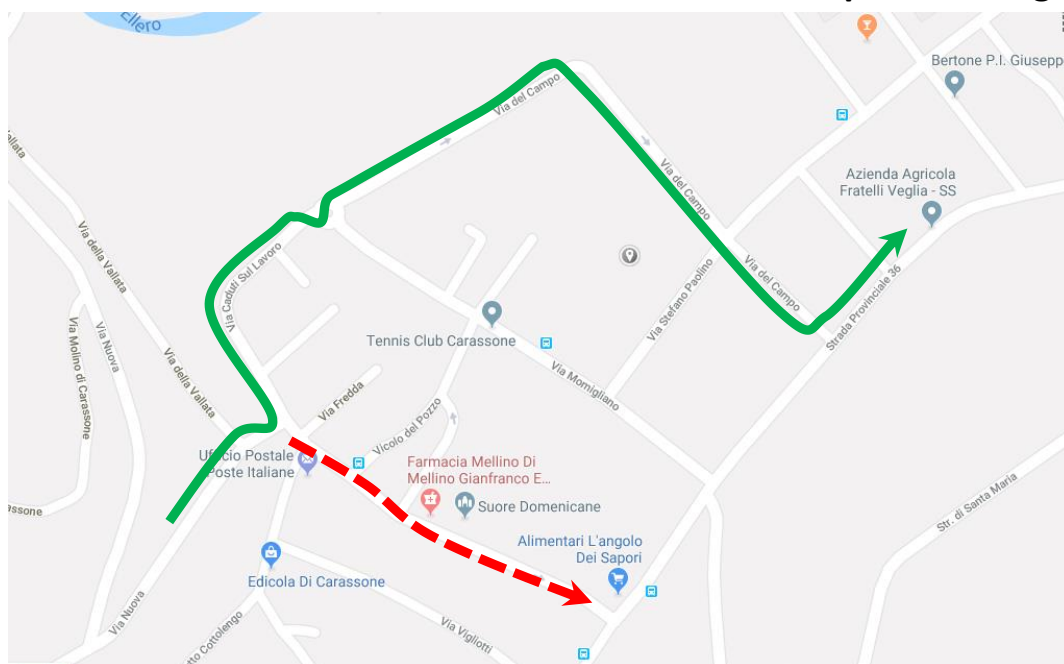 Ellero
Via del Campo
Bertone P.I. Giusepp
Azienda Agricola
Fratelli Veglia - SS
Via del Campo
Via del Campo
Strada Provinciale 36
Via Stefano Paolino
Via Caduti Sul Lavoro
Via della Vallata
Via della Vallata
Via Nuova
Via Molino di Carassone
Tennis Club Carassone
Via Momigliano
Via Fredda
Vicolo del Pozzo
Ufficio Postale
Poste Italiane
Farmacia Mellino Di
Mellino Gianfranco E...
Suore Domenicane
Str. di Santa Maria
Alimentari L'angolo
Dei Sapori
Edicola Di Carassone
Via Nuova
Via Vigliotti